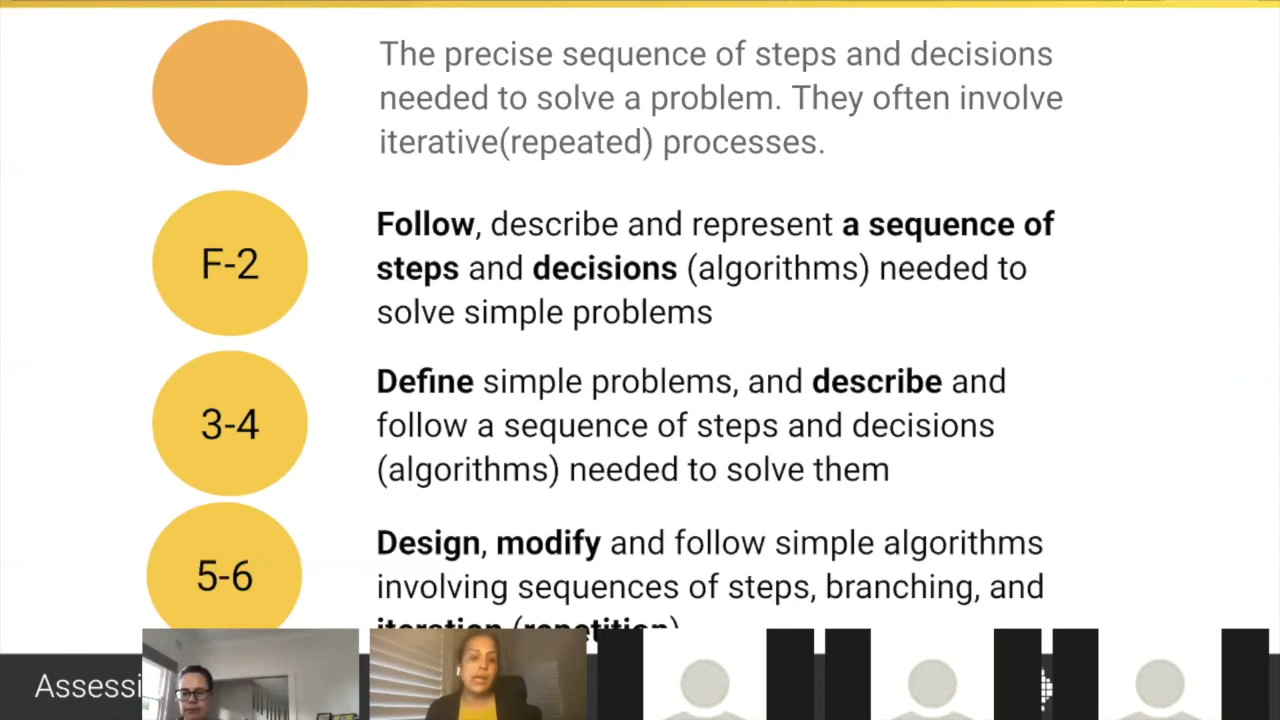 The precise sequence of steps and decisions
needed to solve a problem. They often involve
iterative(repeated) processes.
F-2
Follow, describe and represent a sequence of
steps and decisions (algorithms) needed to
solve simple problems
3-4
Define simple problems, and describe and
follow a sequence of steps and decisions
(algorithms) needed to solve them
5-6
Design, modify and follow simple algorithms
involving sequences of steps, branching, and
iteration (repetition)
Assessi